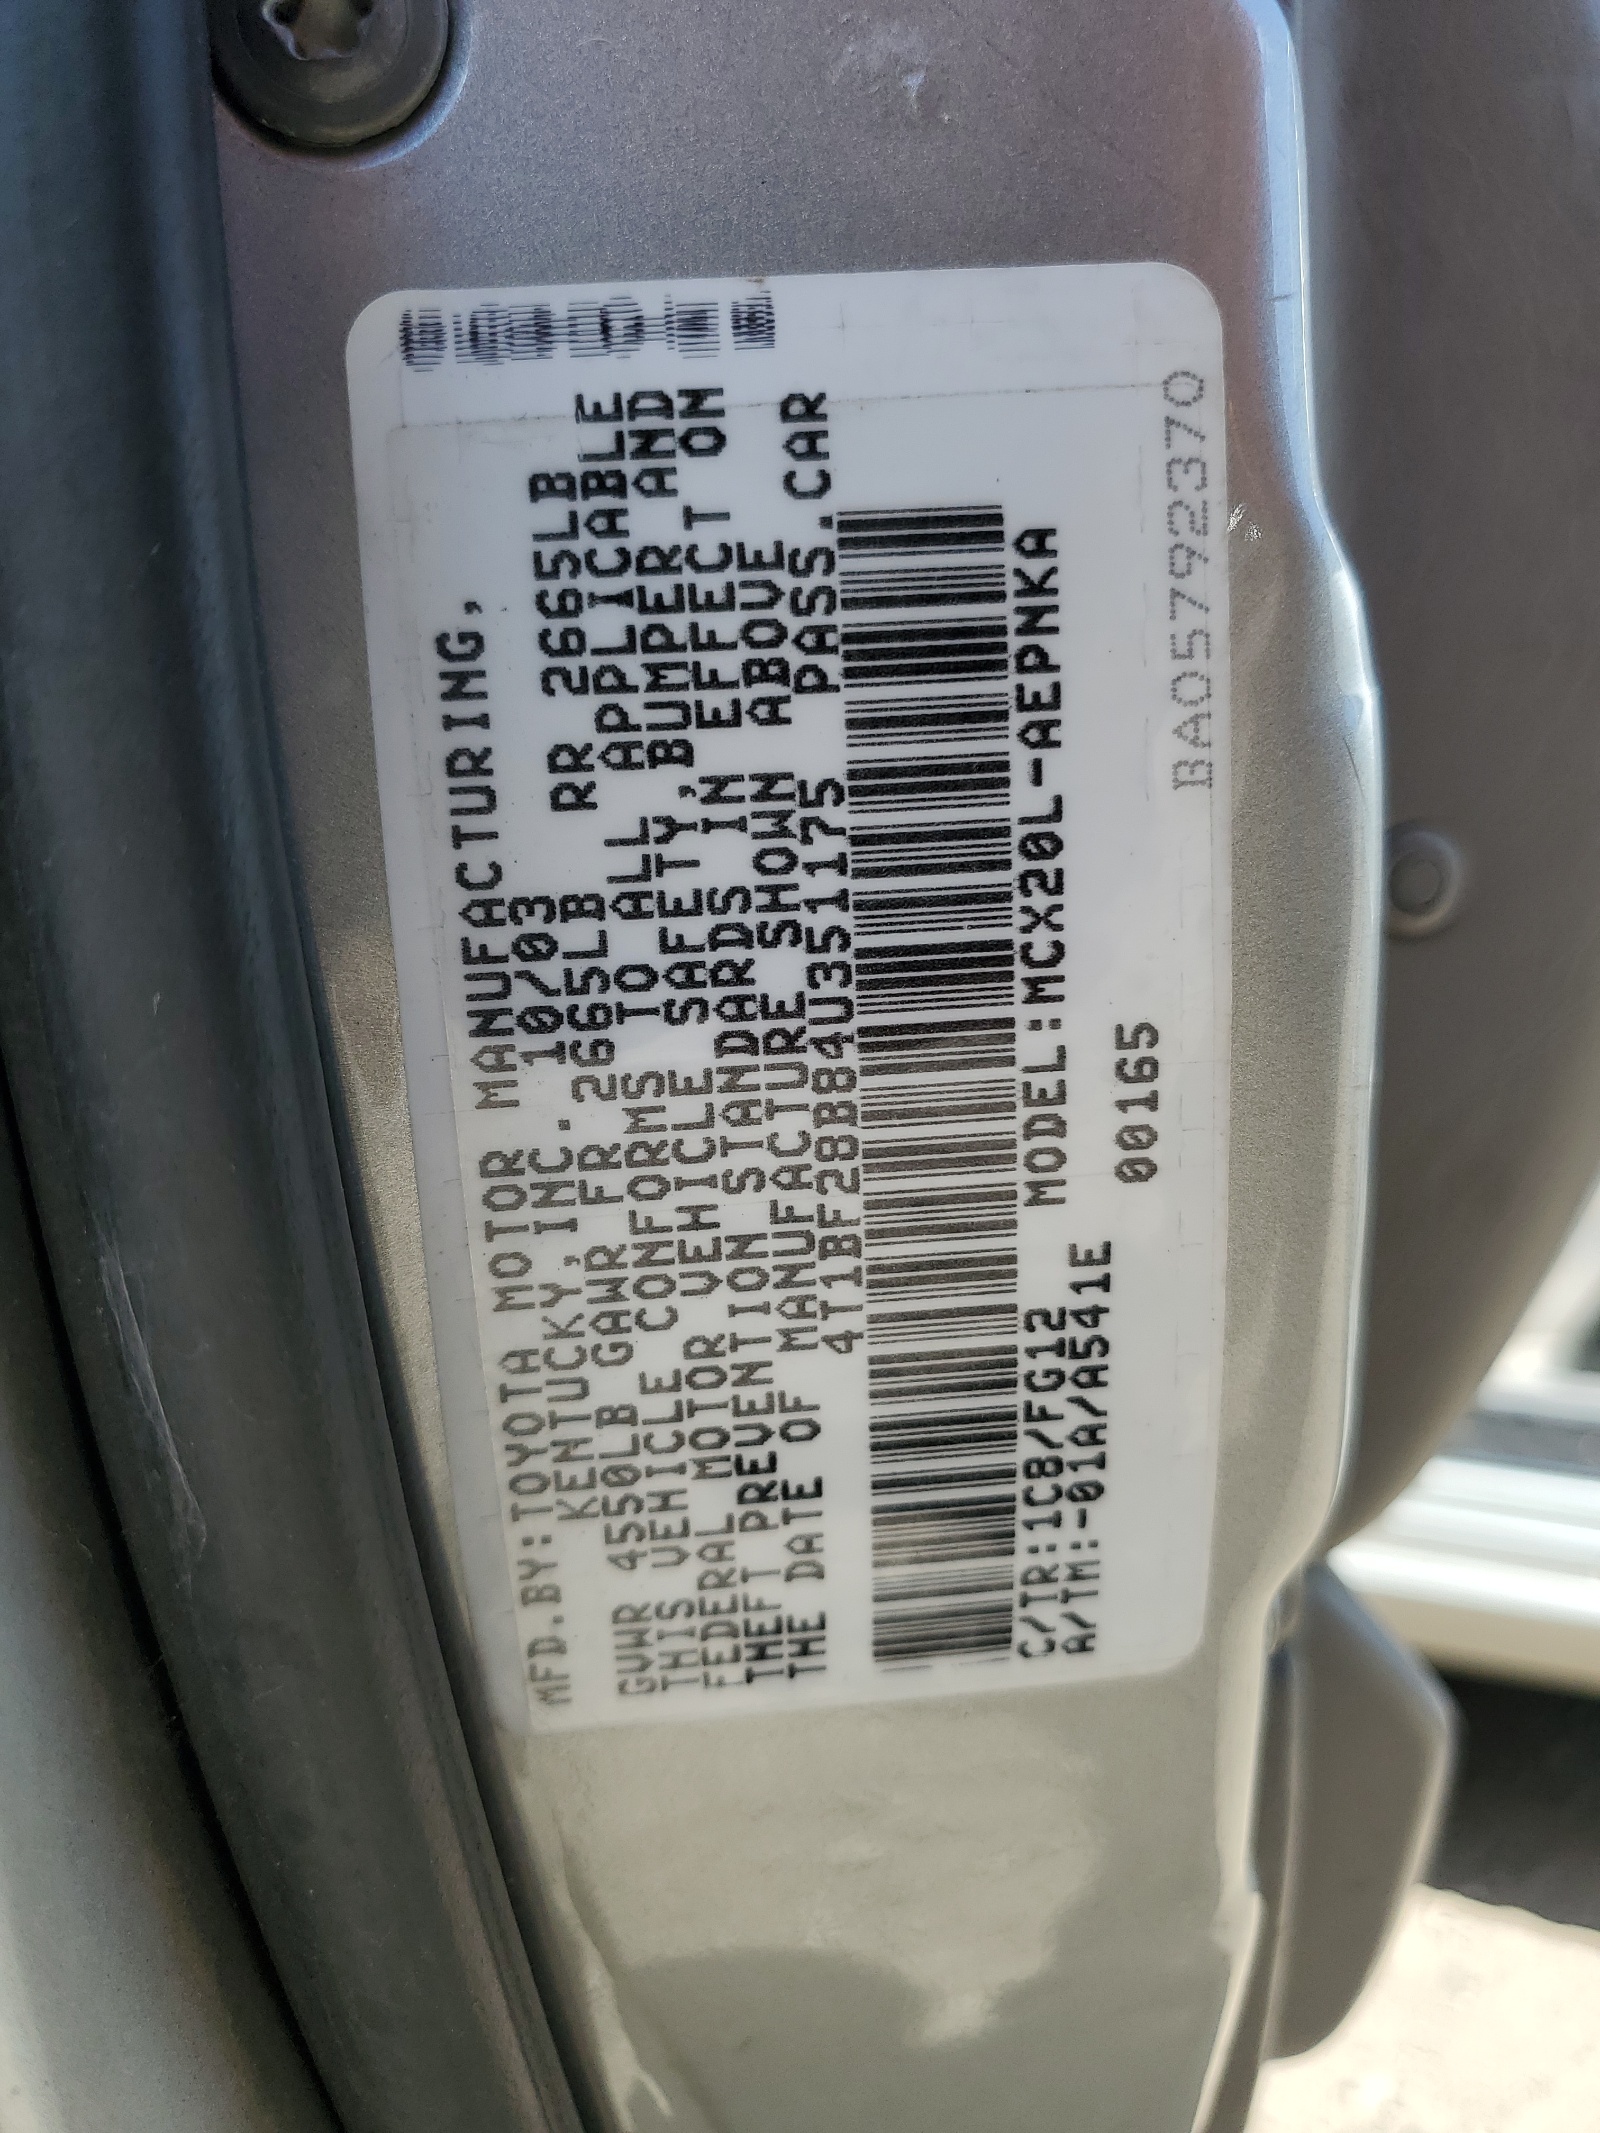 MFD.BY:TOYOTA MOTOR MANUFACTURING,
KENTUCKY,INC. 10/03
GVWR 4550LB GAWR FR 2665LB RR 2665LB
THIS VEHICLE CONFORMS TO ALL APPLICABLE
FEDERAL MOTOR VEHICLE SAFETY,BUMPER AND
THEFT PREVENTION STANDARDS IN EFFECT ON
THE DATE OF MANUFACTURE SHOWN ABOVE.
4T1BF28B84U351175 PASS.CAR
C/TR:1C8/FG12 MODEL:MCX20L-AEPNKA
A/TM:-01A/A541E 00165
BA05792370